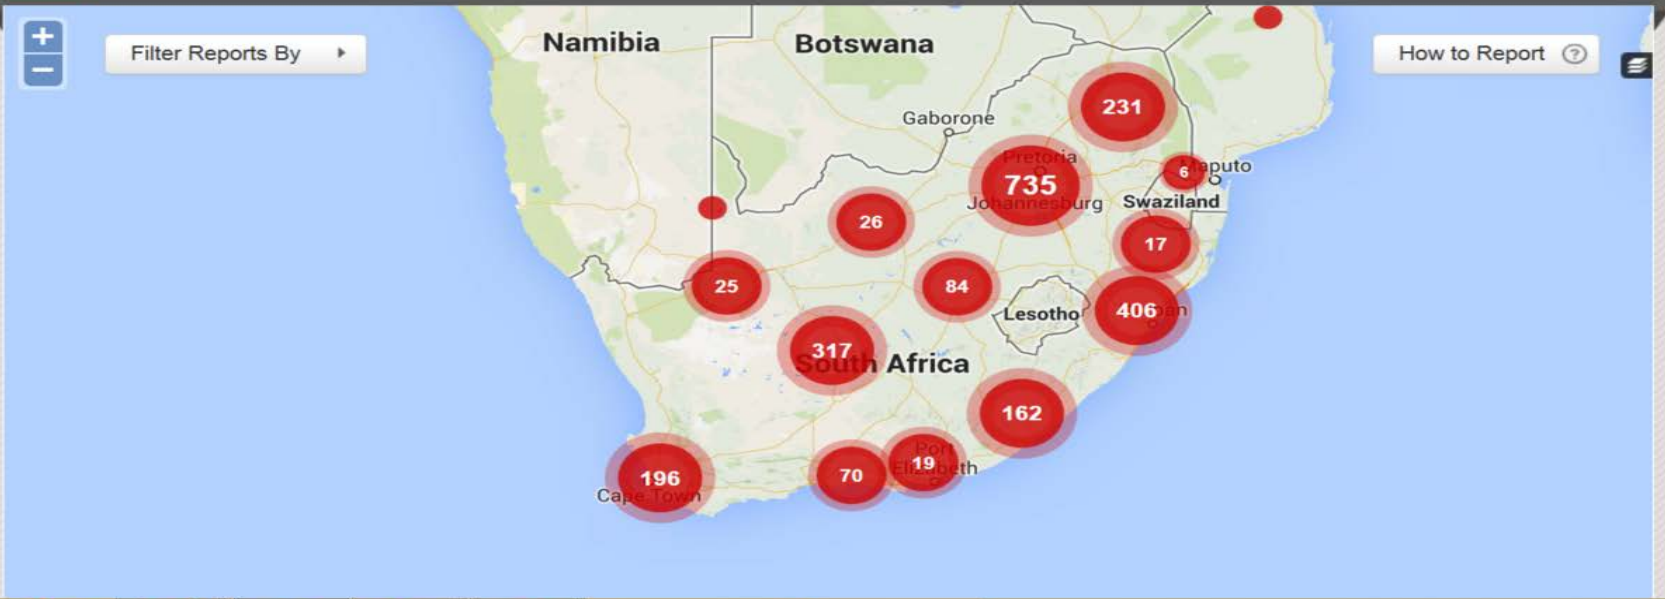 +
−
Filter Reports By
Namibia
Botswana
How to Report ?
231
Gaborone
Pretoria
735
Johannesburg
6
Maputo
Swaziland
26
17
25
84
Lesotho
406
317
South Africa
162
196
Cape Town
70
19
Port
Elizabeth